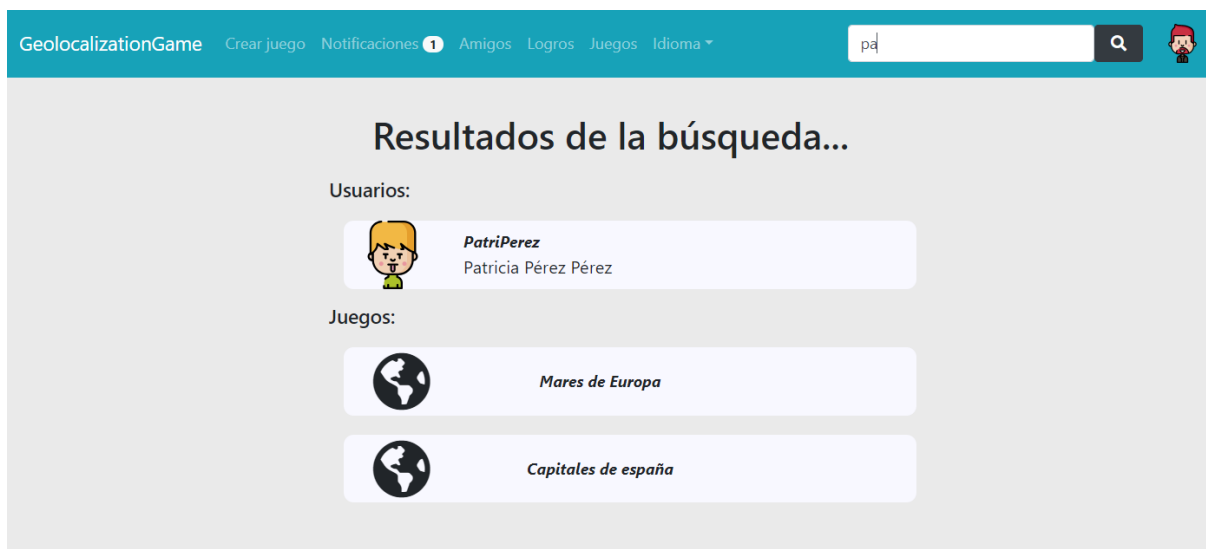 GeolocalizationGame Crear juego Notificaciones 1 Amigos Logros Juegos Idioma pa
Resultados de la búsqueda...
Usuarios:
PatriPerez
Patricia Pérez Pérez
Juegos:
Mares de Europa
Capitales de españa